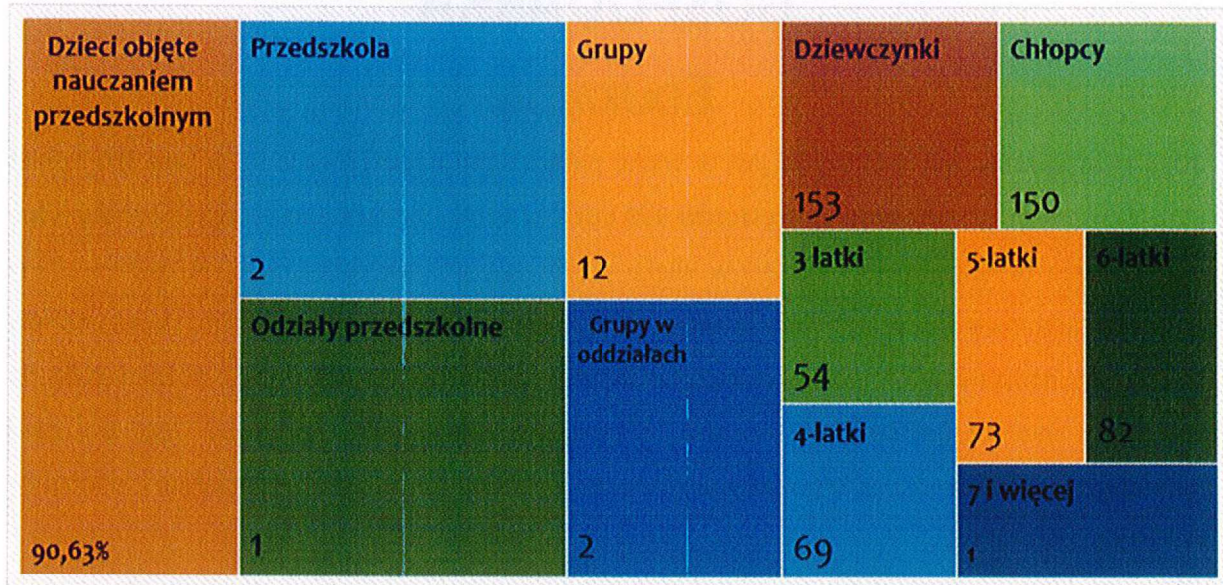 Dzieci objęte
nauczaniem
przedszkolnym
90,63%
Przedszkola
2
Odziały przedszkolne
1
Grupy
12
Grupy w
oddziałach
2
Dziewczynki
153
Chłopcy
150
3 latki
54
4-latki
69
5-latki
73
6-latki
82
7 i więcej
1